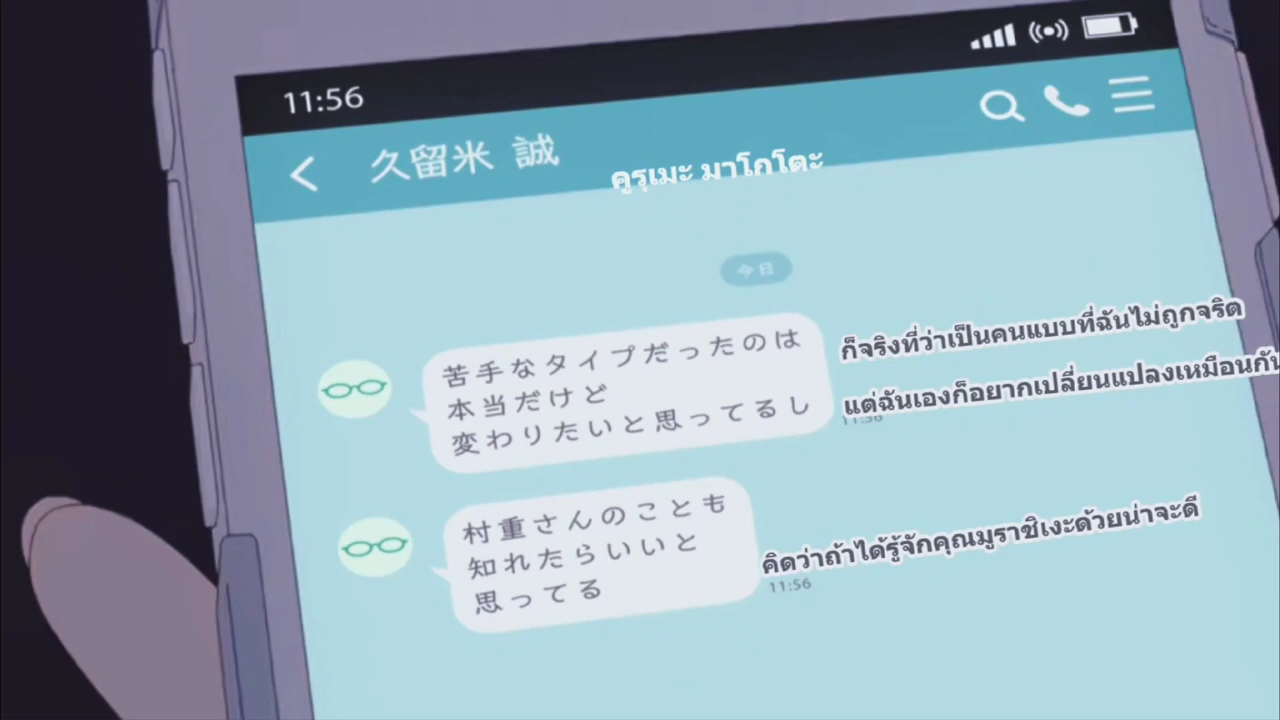 11:56
久留米 誠
คุรุเมะ มาโกโตะ
今日
苦手なタイプだったのは
本当だけど
変わりたいと思ってるし
ก็จริงที่ว่าเป็นคนแบบที่ฉันไม่ถูกจริต
แต่ฉันเองก็อยากเปลี่ยนแปลงเหมือนกัน
11:56
村重さんのことも
知れたらいいと
思ってる
คิดว่าถ้าได้รู้จักคุณมูราชิเงะด้วยน่าจะดี
11:56